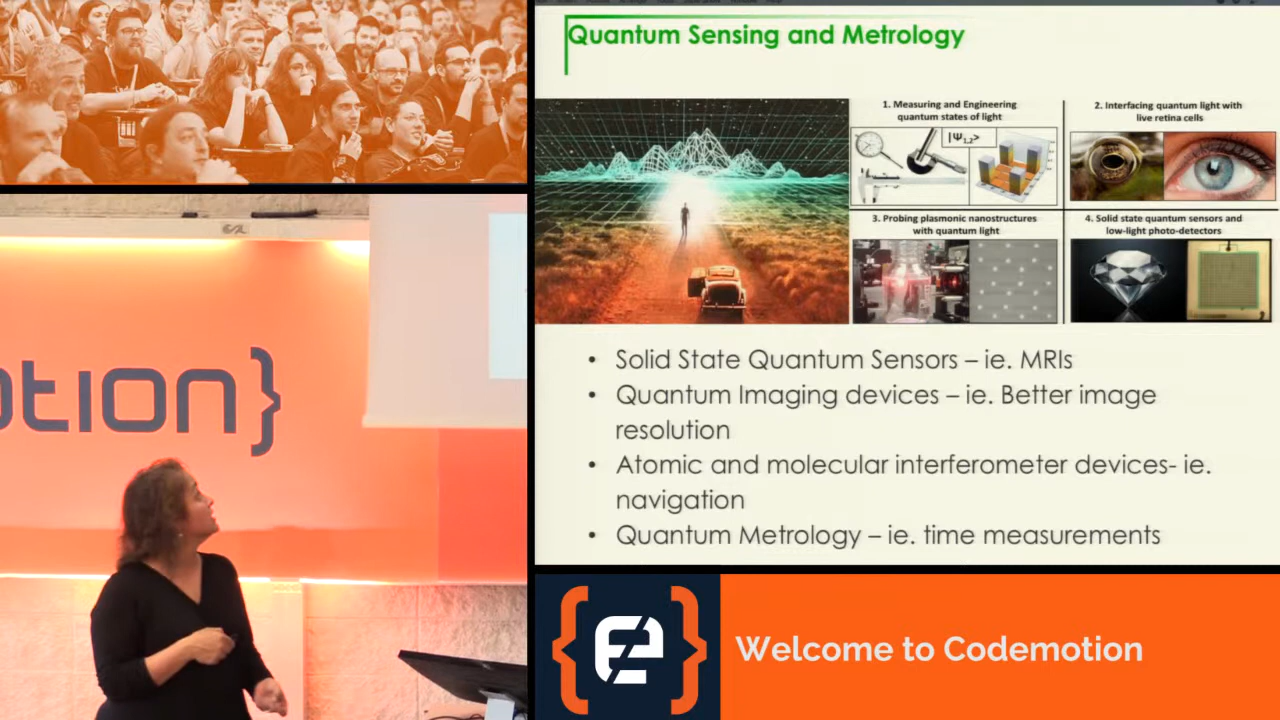 Quantum Sensing and Metrology
1. Measuring and Engineering
quantum states of light
|Ψ1,2>
2. Interfacing quantum light with
live retina cells
3. Probing plasmonic nanostructures
with quantum light
4. Solid state quantum sensors and
low-light photo-detectors
• Solid State Quantum Sensors – ie. MRIs
• Quantum Imaging devices – ie. Better image
resolution
• Atomic and molecular interferometer devices- ie.
navigation
• Quantum Metrology – ie. time measurements
otion}
Welcome to Codemotion